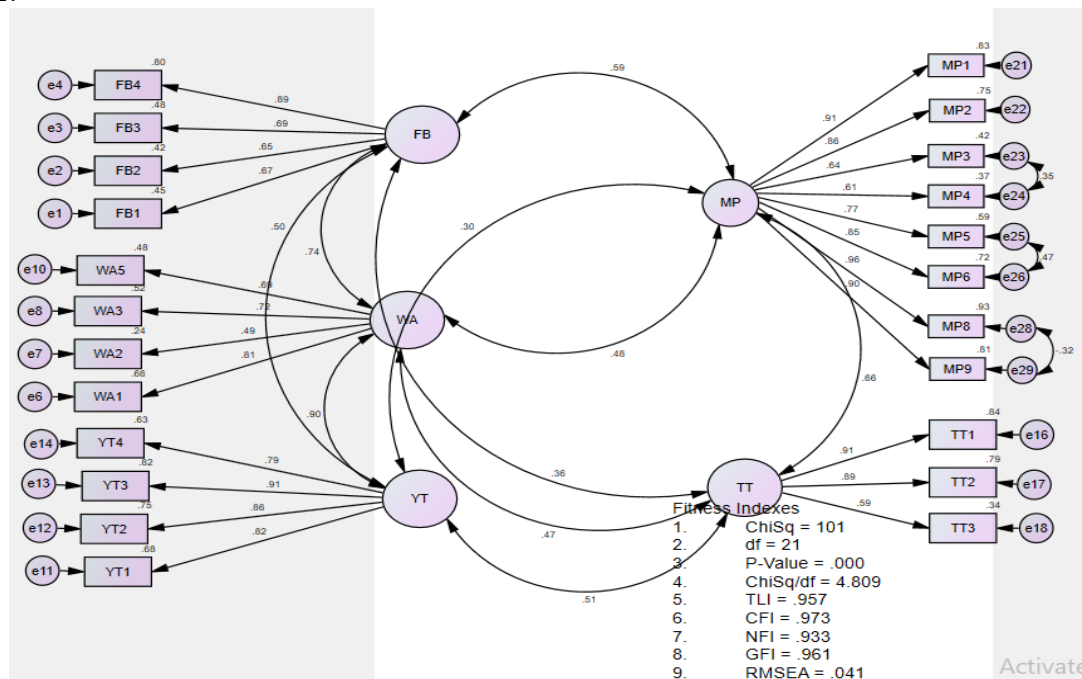 .80
e4 FB4
.89
.48
e3 FB3
.69
.42
e2 FB2
.65
.45
e1 FB1
.67
FB
.59
.50
.74
.30
.48
e10 WA5
.69
.52
e8 WA3
.72
.24
e7 WA2
.49
.66
e6 WA1
.81
WA
.48
.90
.63
e14 YT4
.79
.82
e13 YT3
.91
.75
e12 YT2
.86
.68
e11 YT1
.82
YT
.36
.47
.51
MP
.83
.91
MP1 e21
.75
.86
MP2 e22
.42
.64
MP3 e23
.35
.37
.61
MP4 e24
.59
.77
MP5 e25
.47
.72
.85
MP6 e26
.96
.93
MP8 e28
-.32
.90
.81
MP9 e29
.66
TT
.84
.91
TT1 e16
.79
.89
TT2 e17
.34
.59
TT3 e18
Fitness Indexes
1. ChiSq = 101
2. df = 21
3. P-Value = .000
4. ChiSq/df = 4.809
5. TLI = .957
6. CFI = .973
7. NFI = .933
8. GFI = .961
9. RMSEA = .041
Activate